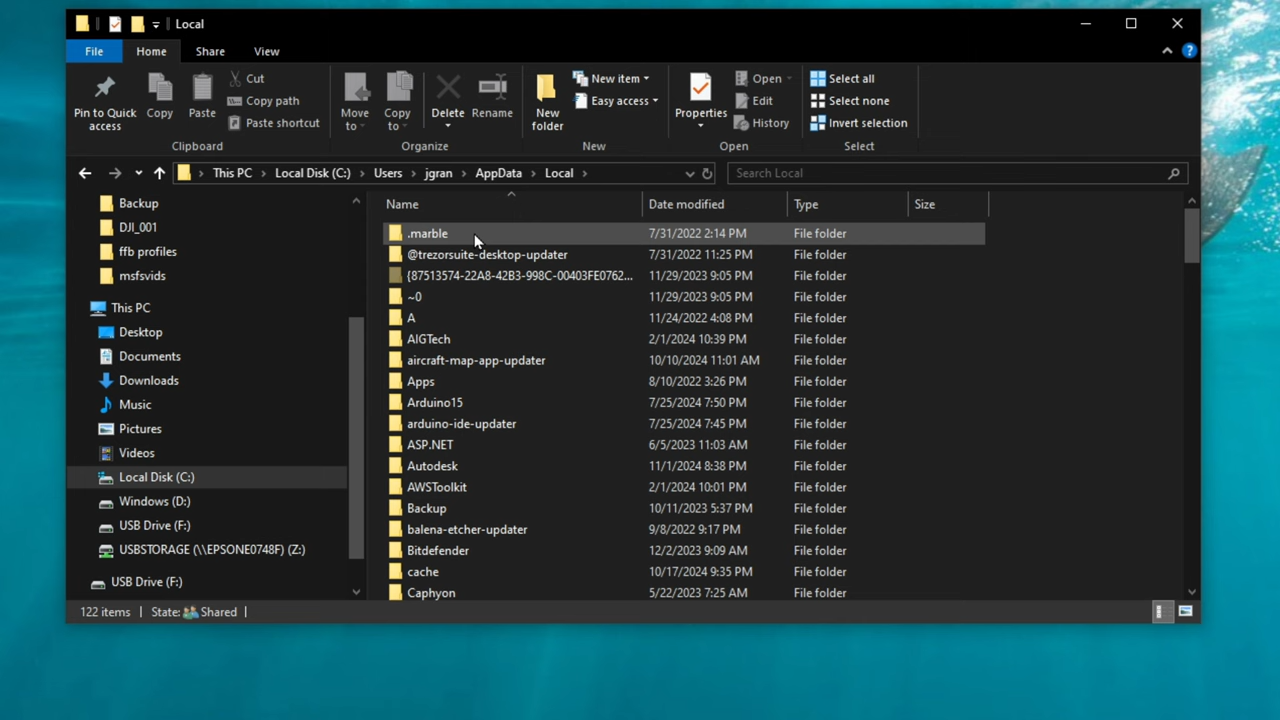 Local
File Home Share View
Pin to Quick access
Copy
Paste
Cut
Copy path
Paste shortcut
Clipboard
Move to
Copy to
Delete
Rename
Organize
New folder
New item
Easy access
New
Properties
Open
Edit
History
Open
Select all
Select none
Invert selection
Select
This PC > Local Disk (C:) > Users > jgran > AppData > Local >
Search Local
Backup
DJI_001
ffb profiles
msfsvids
This PC
Desktop
Documents
Downloads
Music
Pictures
Videos
Local Disk (C:)
Windows (D:)
USB Drive (F:)
USBSTORAGE (\\EPSONE0748F) (Z:)
USB Drive (F:)
Name Date modified Type Size
.marble 7/31/2022 2:14 PM File folder
@trezorsuite-desktop-updater 7/31/2022 11:25 PM File folder
{87513574-22A8-42B3-998C-00403FE0762... 11/29/2023 9:05 PM File folder
~0 11/29/2023 9:05 PM File folder
A 11/24/2022 4:08 PM File folder
AIGTech 2/1/2024 10:39 PM File folder
aircraft-map-app-updater 10/10/2024 11:01 AM File folder
Apps 8/10/2022 3:26 PM File folder
Arduino15 7/25/2024 7:50 PM File folder
arduino-ide-updater 7/25/2024 7:45 PM File folder
ASP.NET 6/5/2023 11:03 AM File folder
Autodesk 11/1/2024 8:38 PM File folder
AWSToolkit 2/1/2024 10:01 PM File folder
Backup 10/11/2023 5:37 PM File folder
balena-etcher-updater 9/8/2022 9:17 PM File folder
Bitdefender 12/2/2023 9:09 AM File folder
cache 10/17/2024 9:35 PM File folder
Caphyon 5/22/2023 7:25 AM File folder
122 items State: Shared